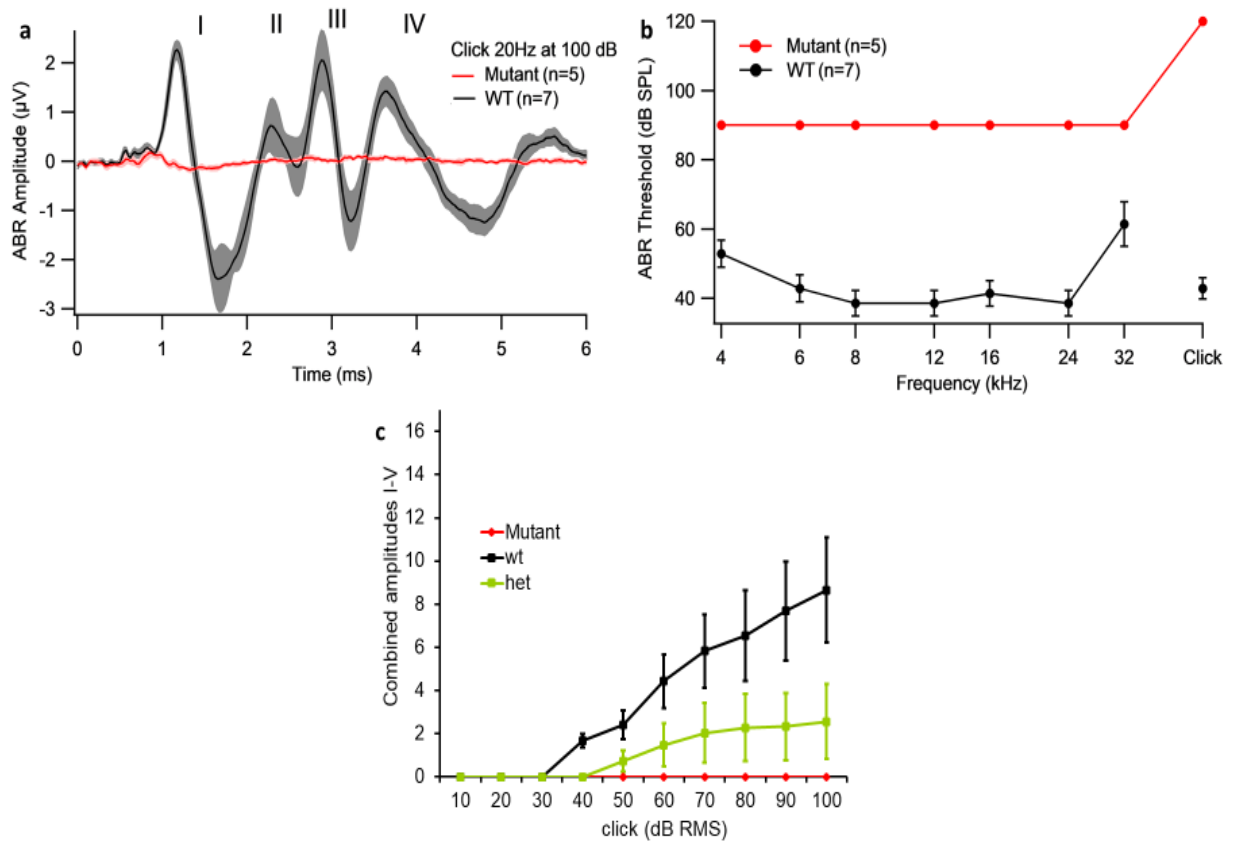 a
I II III IV
Click 20Hz at 100 dB
Mutant (n=5)
WT (n=7)
ABR Amplitude (µV)
2
1
0
-1
-2
-3
0 1 2 3 4 5 6
Time (ms)
b
Mutant (n=5)
WT (n=7)
ABR Threshold (dB SPL)
120
100
80
60
40
4 6 8 12 16 24 32 Click
Frequency (kHz)
c
Mutant
wt
het
Combined amplitudes I-V
16
14
12
10
8
6
4
2
0
10 20 30 40 50 60 70 80 90 100
click (dB RMS)